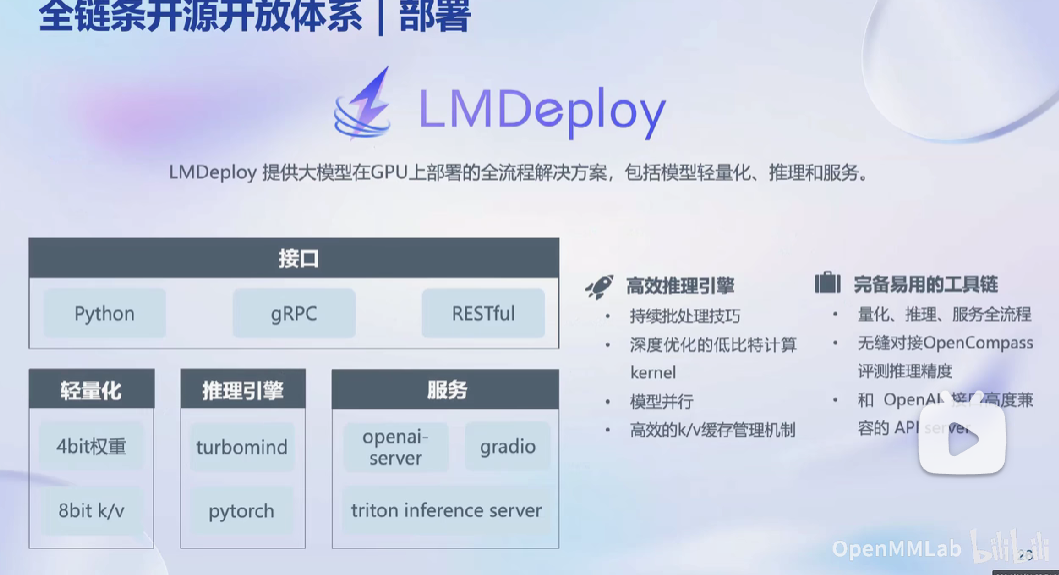 全链条开源开放体系 | 部署
LMDeploy
LMDeploy 提供大模型在GPU上部署的全流程解决方案，包括模型轻量化、推理和服务。
接口
Python
gRPC
RESTful
轻量化
4bit权重
8bit k/v
推理引擎
turbomind
pytorch
服务
openai-
server
gradio
triton inference server
高效推理引擎
• 持续批处理技巧
• 深度优化的低比特计算
kernel
• 模型并行
• 高效的k/v缓存管理机制
完备易用的工具链
• 量化、推理、服务全流程
• 无缝对接OpenCompass
评测推理精度
• 和 OpenAI 接口高度兼
容的 API server
OpenMMLab bilibili